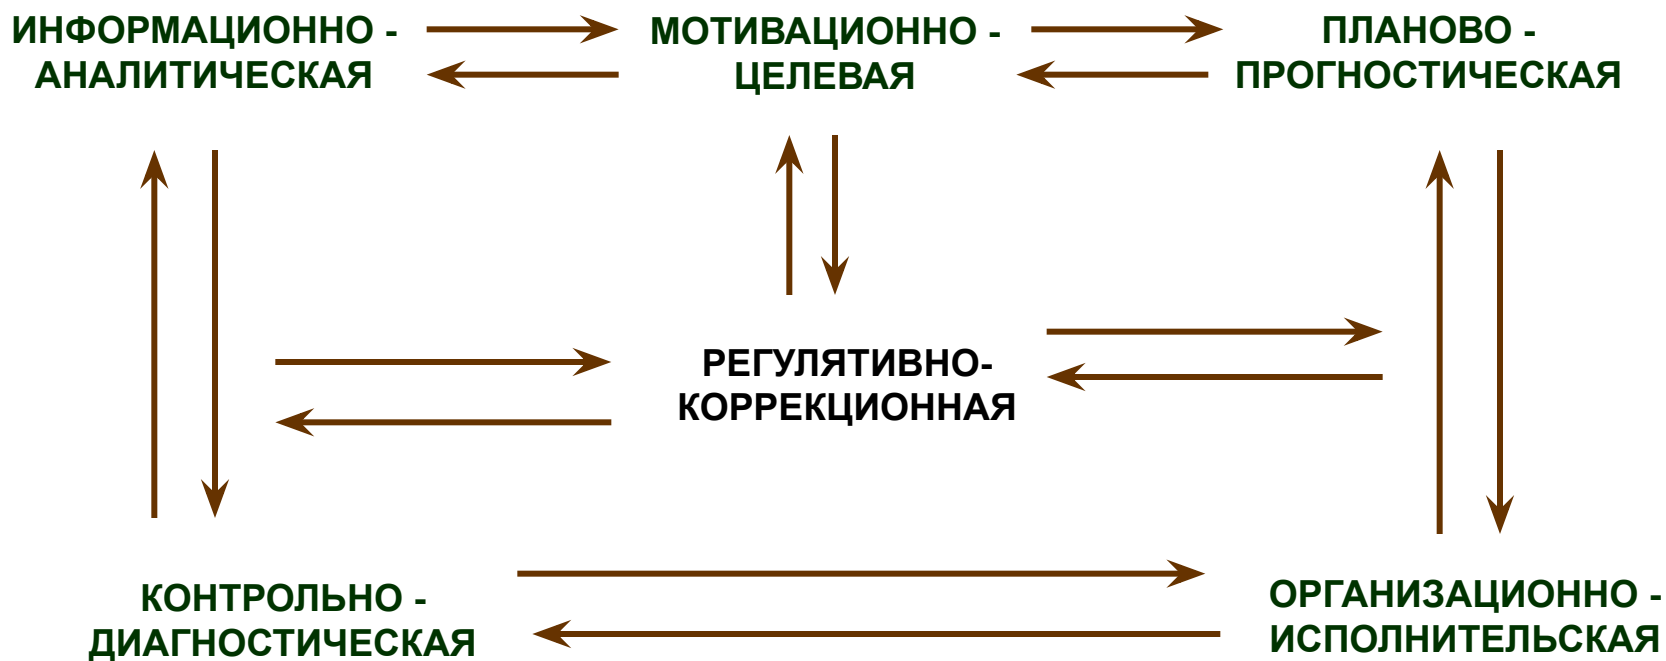 ИНФОРМАЦИОННО -
АНАЛИТИЧЕСКАЯ
МОТИВАЦИОННО -
ЦЕЛЕВАЯ
ПЛАНОВО -
ПРОГНОСТИЧЕСКАЯ
РЕГУЛЯТИВНО-
КОРРЕКЦИОННАЯ
КОНТРОЛЬНО -
ДИАГНОСТИЧЕСКАЯ
ОРГАНИЗАЦИОННО -
ИСПОЛНИТЕЛЬСКАЯ